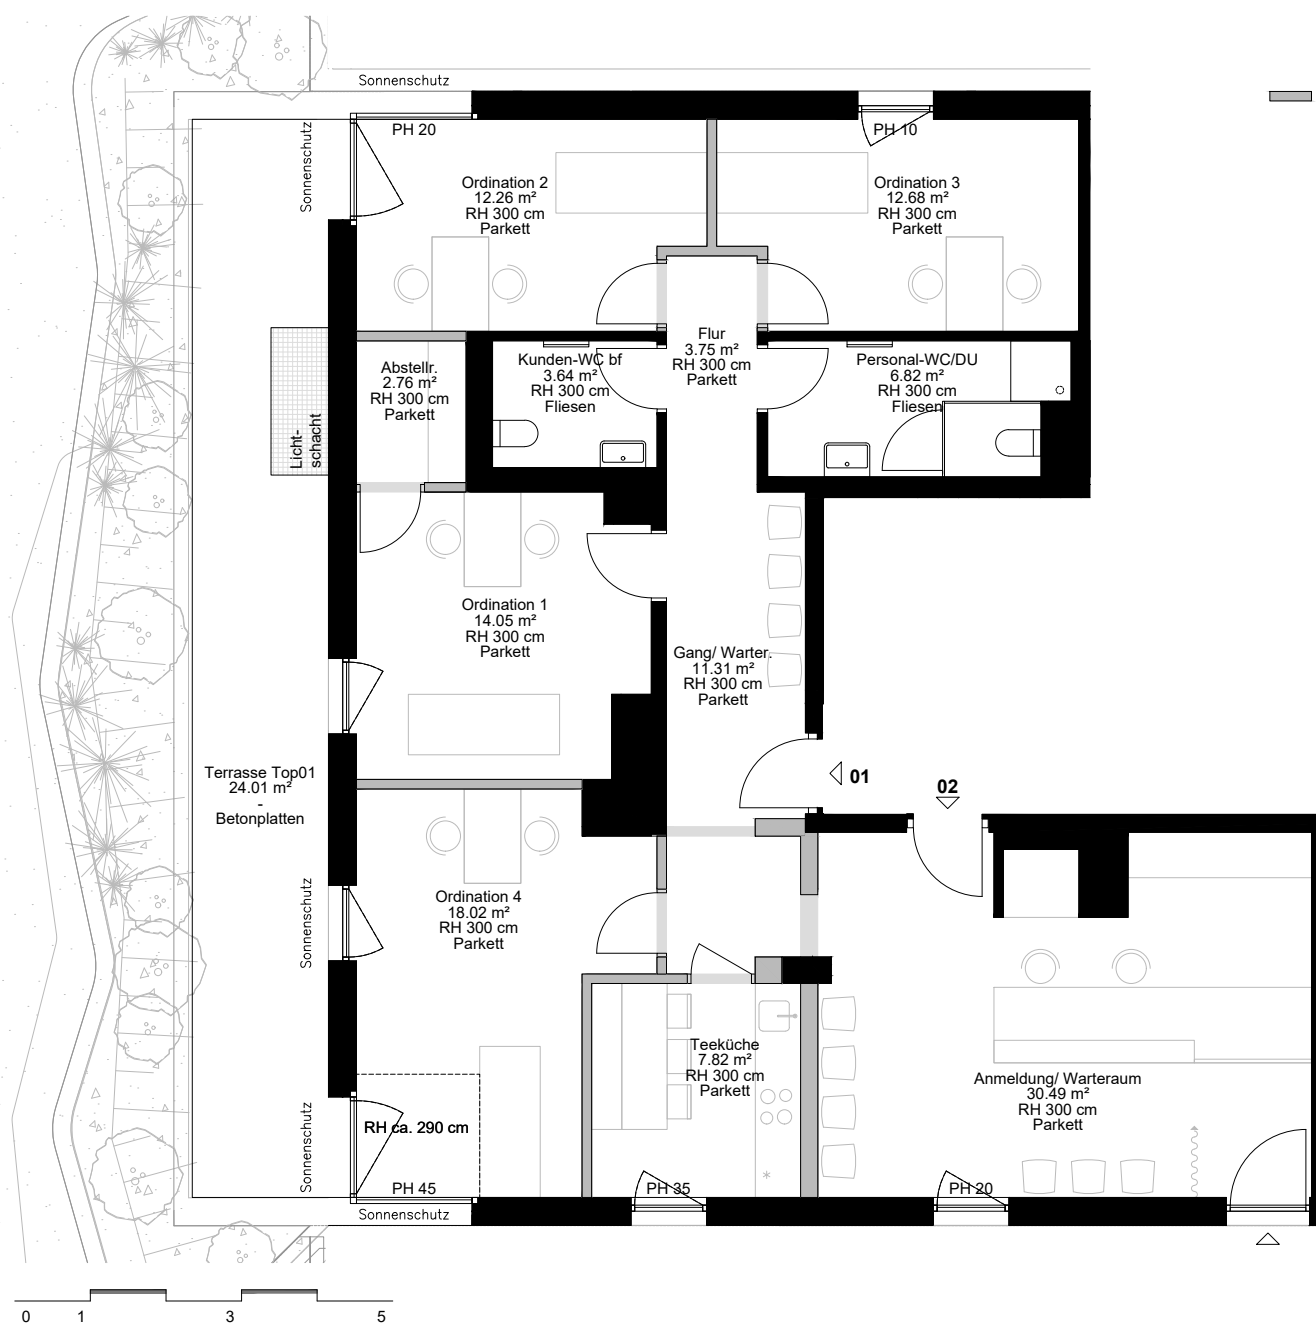 Sonnenschutz
Sonnenschutz
PH 20
PH 10
Ordination 2
12.26 m²
RH 300 cm
Parkett
Ordination 3
12.68 m²
RH 300 cm
Parkett
Flur
3.75 m²
RH 300 cm
Parkett
Abstellr.
2.76 m²
RH 300 cm
Parkett
Kunden-WC bf
3.64 m²
RH 300 cm
Fliesen
Personal-WC/DU
6.82 m²
RH 300 cm
Fliesen
Licht-
schacht
Ordination 1
14.05 m²
RH 300 cm
Parkett
Gang/ Warter.
11.31 m²
RH 300 cm
Parkett
Terrasse Top01
24.01 m²
-
Betonplatten
01
02
Ordination 4
18.02 m²
RH 300 cm
Parkett
Sonnenschutz
Teeküche
7.82 m²
RH 300 cm
Parkett
Anmeldung/ Warteraum
30.49 m²
RH 300 cm
Parkett
RH ca. 290 cm
Sonnenschutz
PH 45
PH 35
PH 20
Sonnenschutz
0 1 3 5